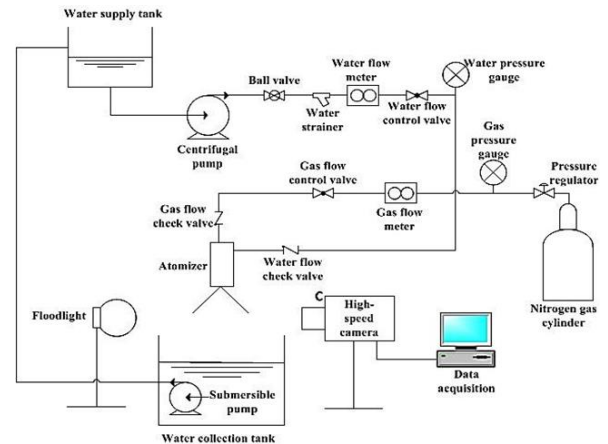 Water supply tank
Water flow
meter
Water pressure
gauge
Ball valve
Water
strainer
Water flow
control valve
Centrifugal
pump
Gas
pressure
gauge
Pressure
regulator
Gas flow
control valve
Gas flow
check valve
Gas flow
meter
Atomizer
Water flow
check valve
Nitrogen gas
cylinder
Floodlight
C
High-
speed
camera
Data
acquisition
Submersible
pump
Water collection tank